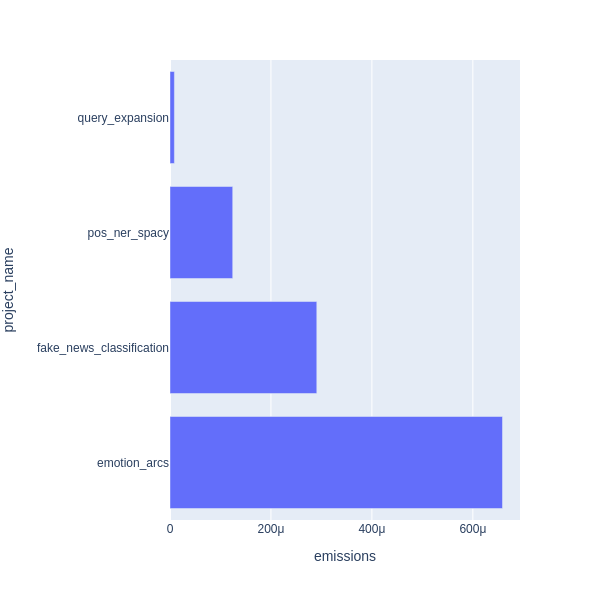 query_expansion
pos_ner_spacy
fake_news_classification
emotion_arcs
project_name
0 200μ 400μ 600μ
emissions